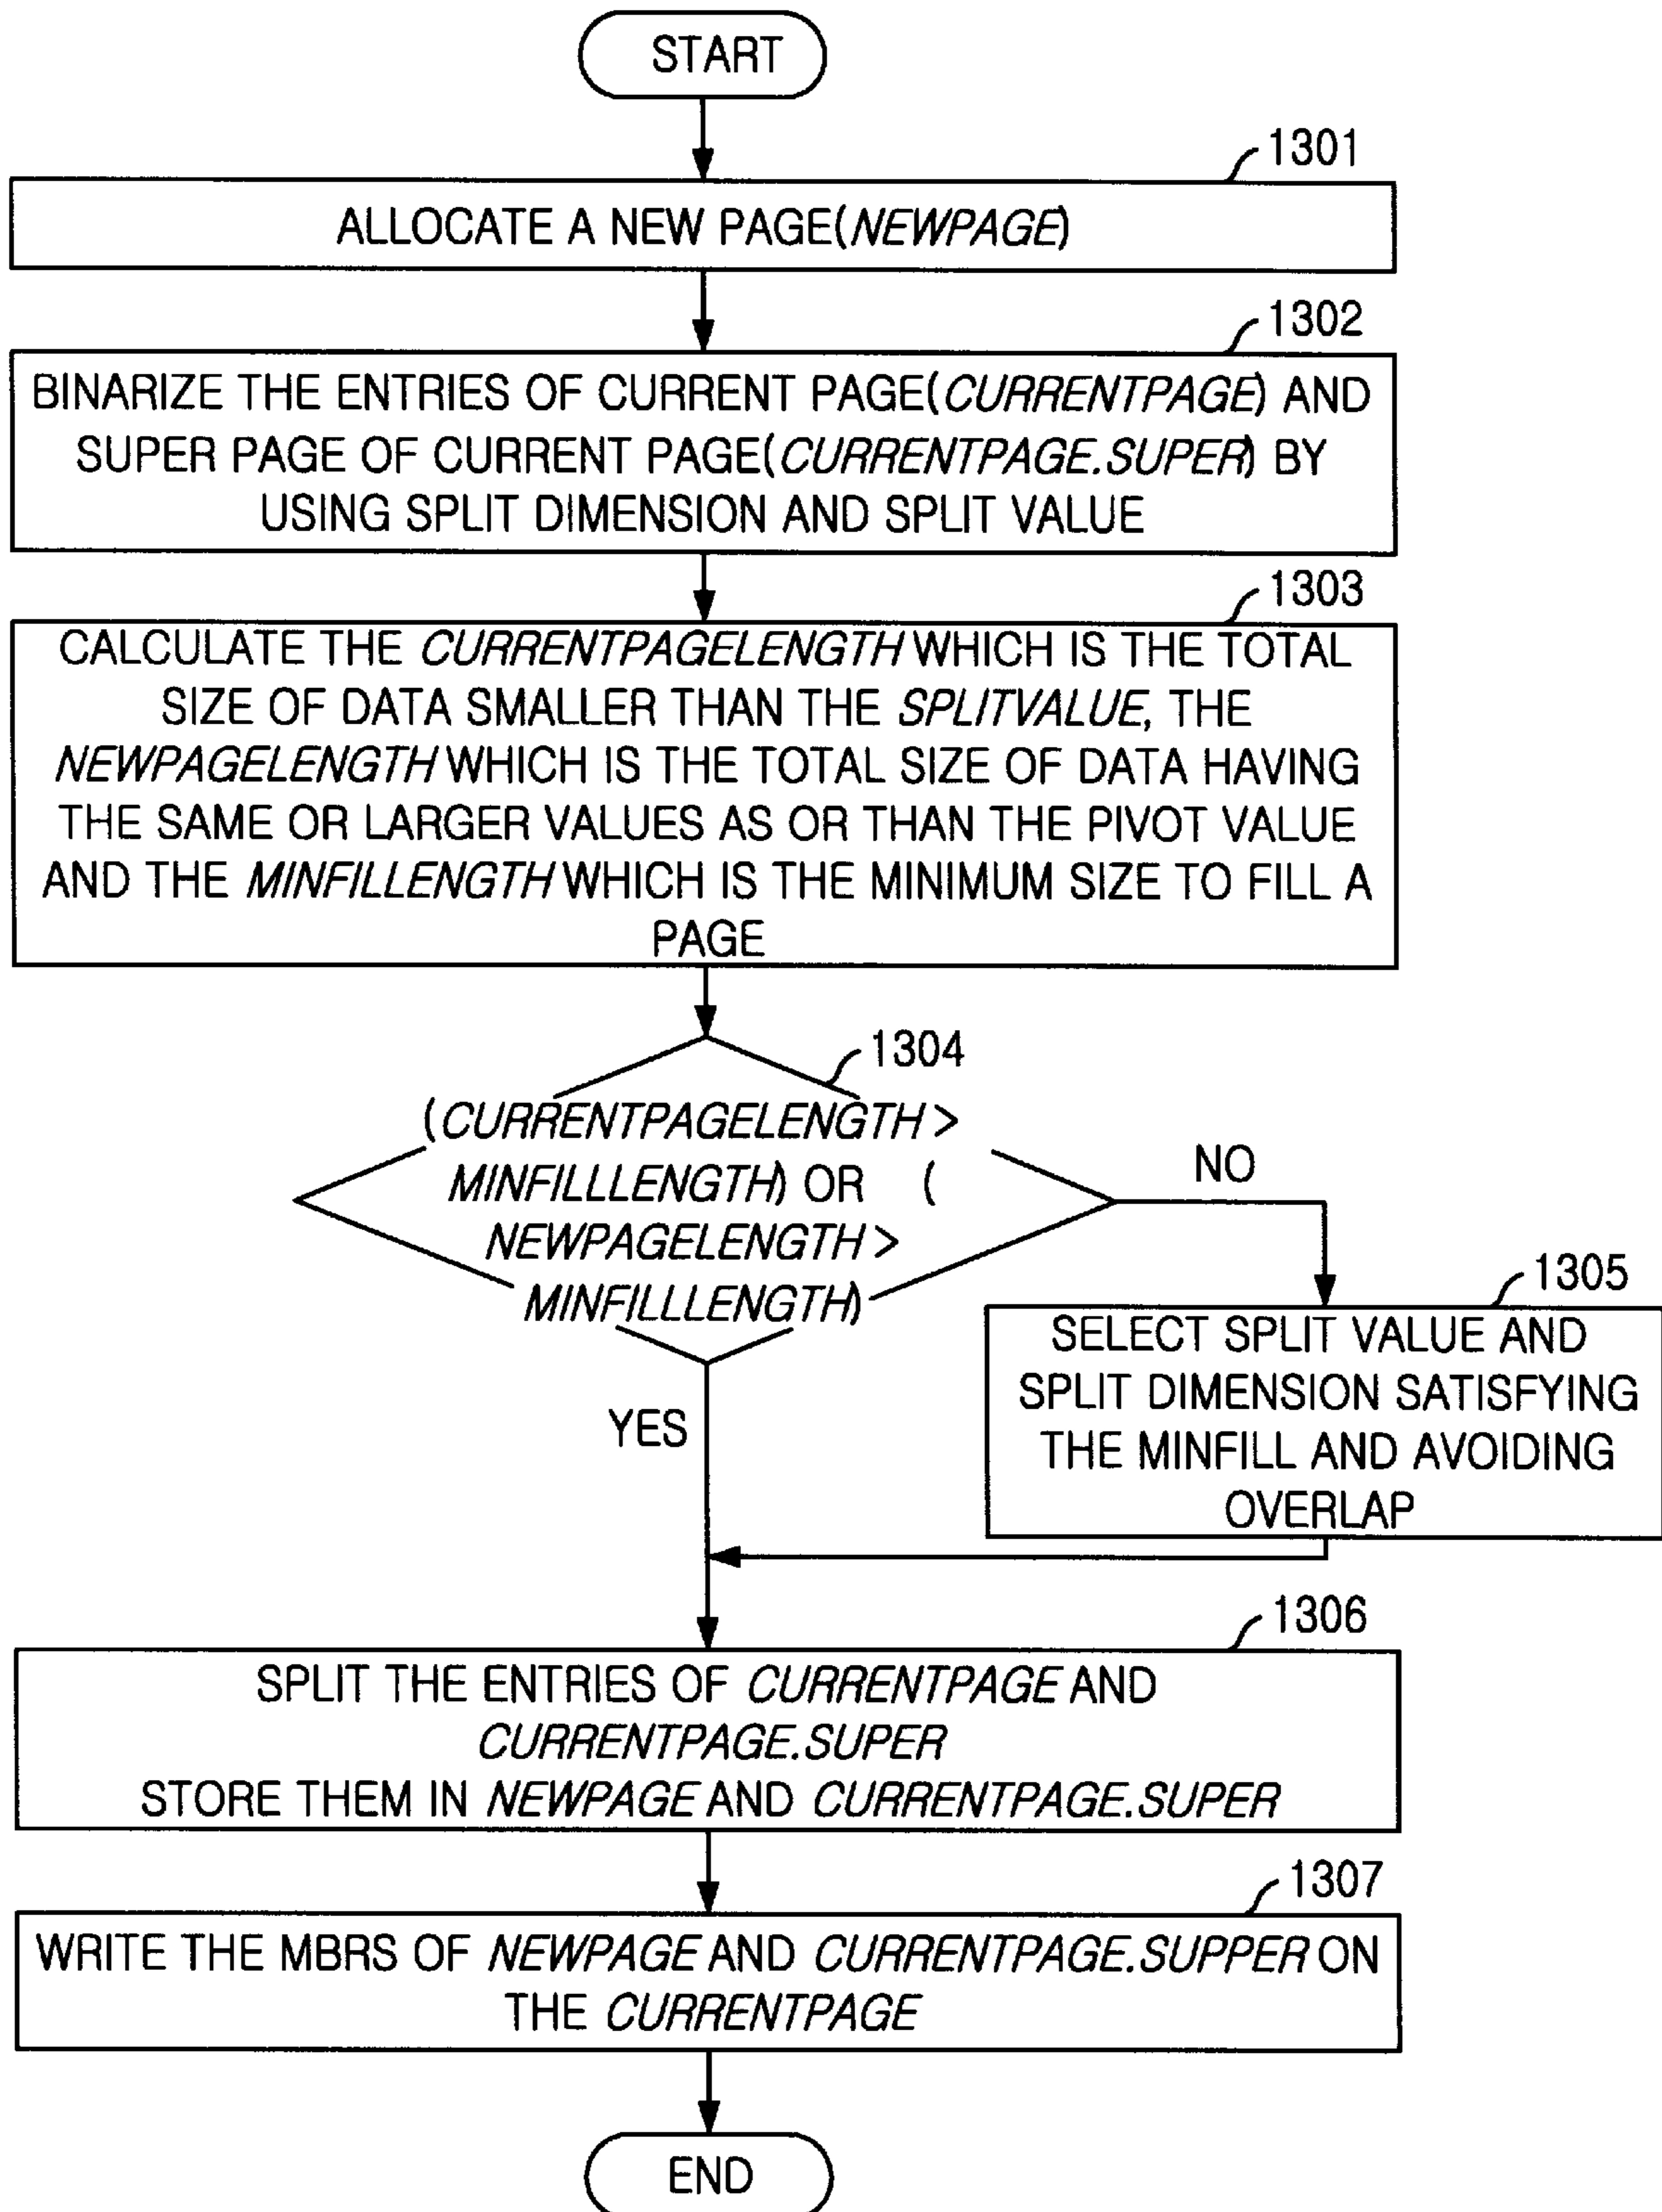 START
1301
ALLOCATE A NEW PAGE(NEWPAGE)
1302
BINARIZE THE ENTRIES OF CURRENT PAGE(CURRENTPAGE) AND
SUPER PAGE OF CURRENT PAGE(CURRENTPAGE.SUPER) BY
USING SPLIT DIMENSION AND SPLIT VALUE
1303
CALCULATE THE CURRENTPAGELENGTH WHICH IS THE TOTAL
SIZE OF DATA SMALLER THAN THE SPLITVALUE, THE
NEWPAGELENGTH WHICH IS THE TOTAL SIZE OF DATA HAVING
THE SAME OR LARGER VALUES AS OR THAN THE PIVOT VALUE
AND THE MINFILLENGTH WHICH IS THE MINIMUM SIZE TO FILL A
PAGE
1304
(CURRENTPAGELENGTH >
MINFILLLENGTH) OR (
NEWPAGELENGTH >
MINFILLLENGTH)
NO
YES
1305
SELECT SPLIT VALUE AND
SPLIT DIMENSION SATISFYING
THE MINFILL AND AVOIDING
OVERLAP
1306
SPLIT THE ENTRIES OF CURRENTPAGE AND
CURRENTPAGE.SUPER
STORE THEM IN NEWPAGE AND CURRENTPAGE.SUPER
1307
WRITE THE MBRS OF NEWPAGE AND CURRENTPAGE.SUPPER ON
THE CURRENTPAGE
END